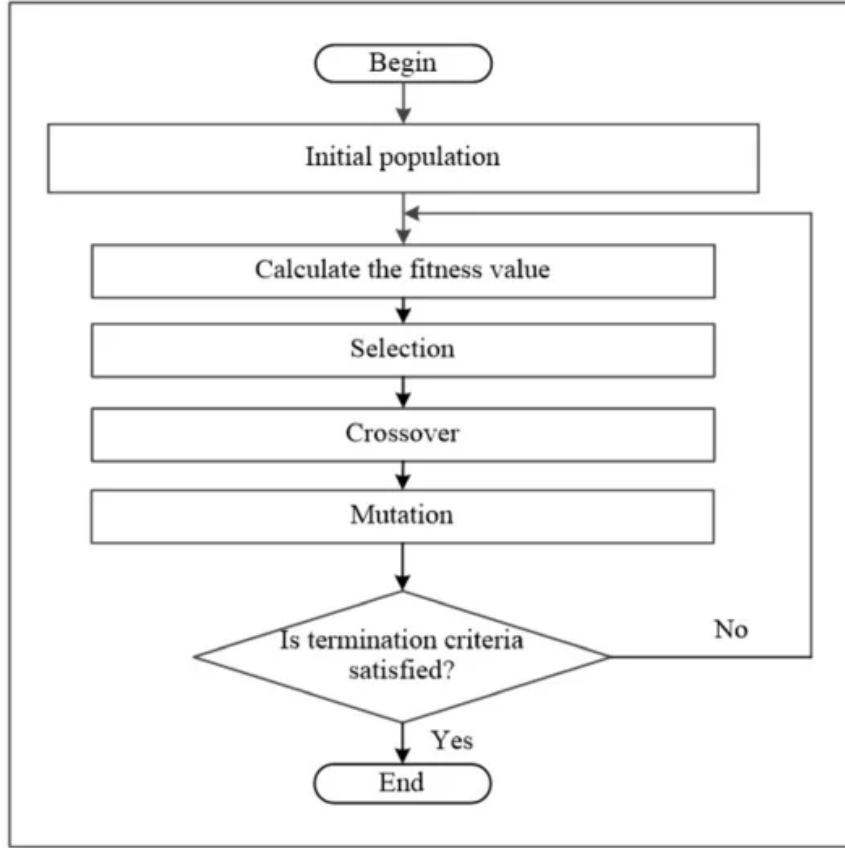 Begin
Initial population
Calculate the fitness value
Selection
Crossover
Mutation
Is termination criteria
satisfied?
No
Yes
End